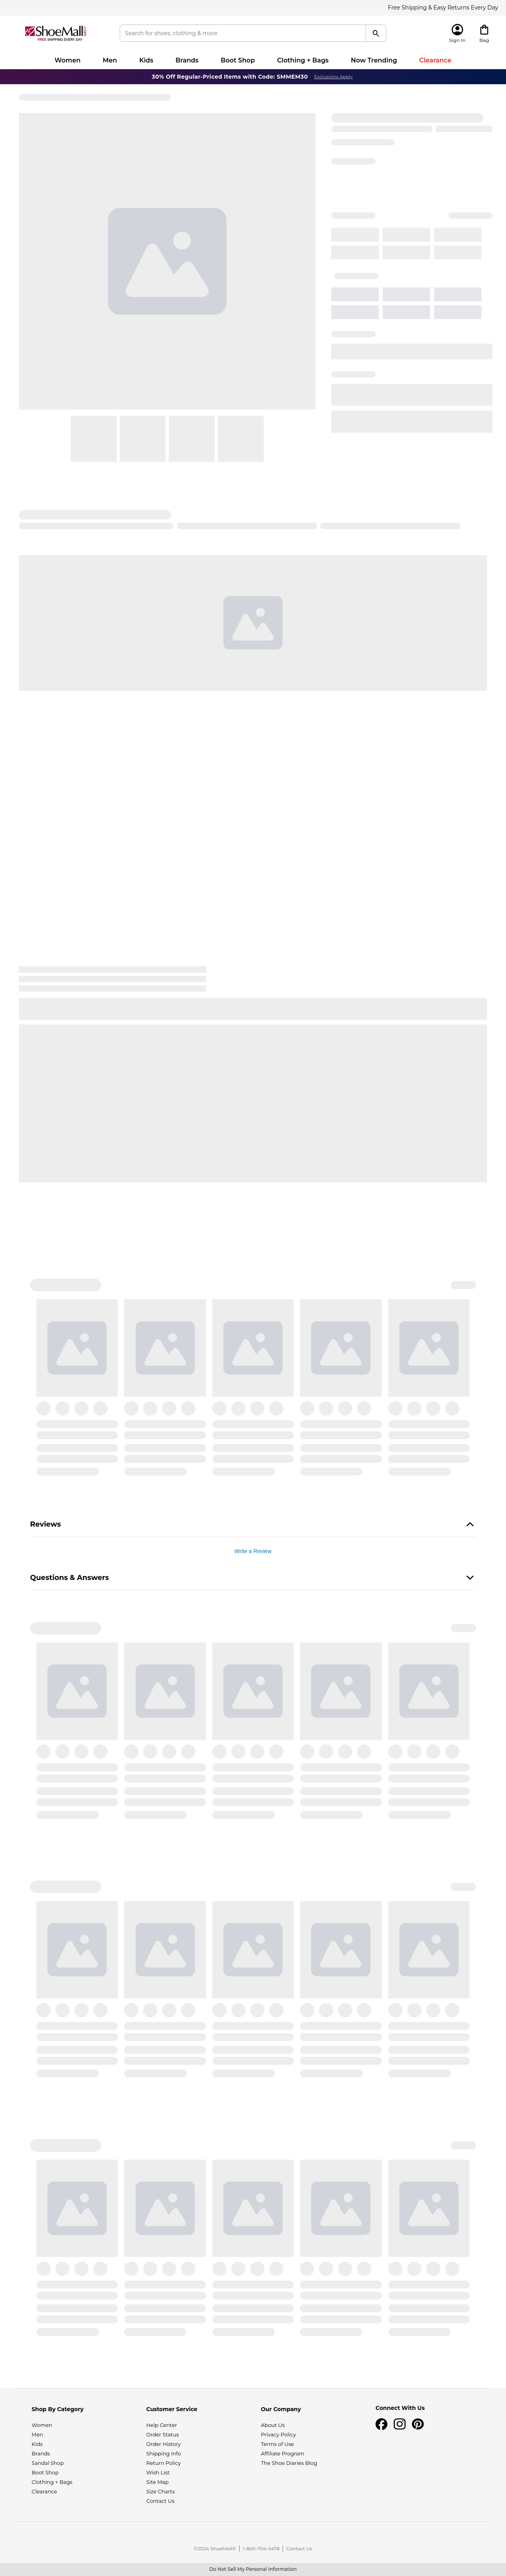 Free Shipping & Easy Returns Every Day
ShoeMall
FREE SHIPPING EVERY DAY
Search for shoes, clothing & more
Sign In
Bag
Women Men Kids Brands Boot Shop Clothing + Bags Now Trending Clearance
30% Off Regular-Priced Items with Code: SMMEM30 Exclusions Apply
Reviews
Write a Review
Questions & Answers
Shop By Category
Women
Men
Kids
Brands
Sandal Shop
Boot Shop
Clothing + Bags
Clearance
Customer Service
Help Center
Order Status
Order History
Shipping Info
Return Policy
Wish List
Site Map
Size Charts
Contact Us
Our Company
About Us
Privacy Policy
Terms of Use
Affiliate Program
The Shoe Diaries Blog
Connect With Us
©2024 ShoeMall® | 1-800-704-5478 | Contact Us
Do Not Sell My Personal Information